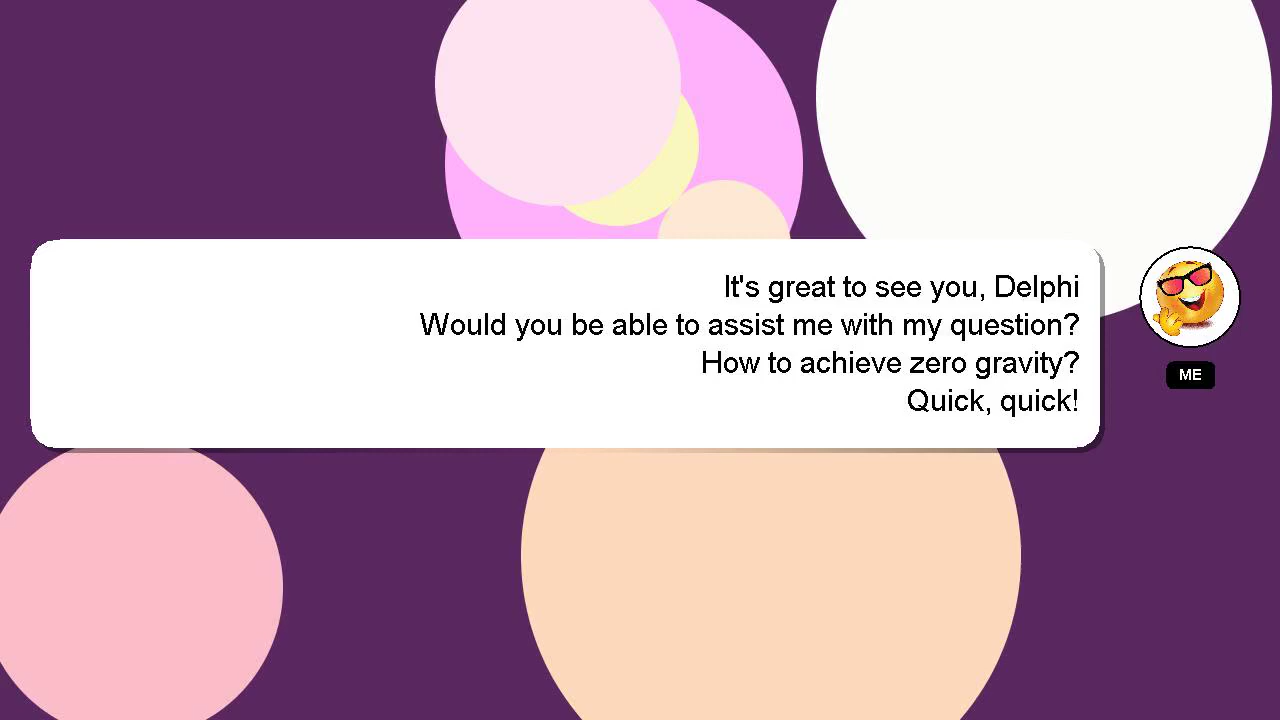 It's great to see you, Delphi
Would you be able to assist me with my question?
How to achieve zero gravity?
Quick, quick!
ME